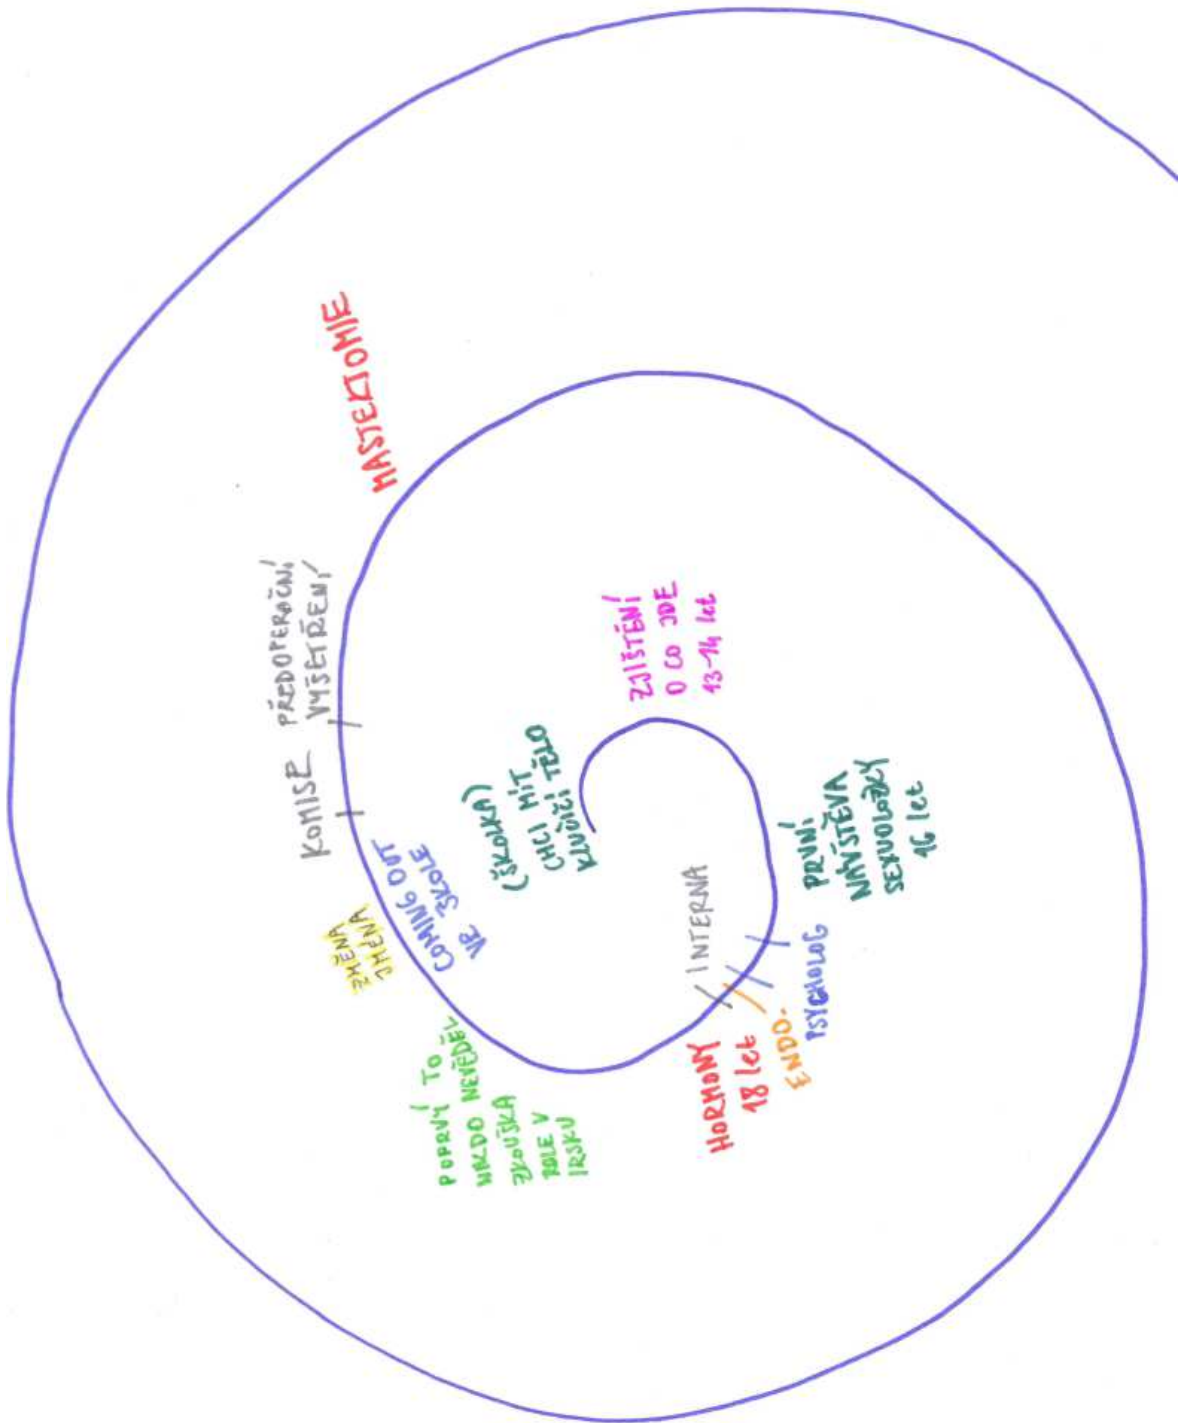 (ŠKOLKA)
CHCI MÍT
KLUČIČÍ TĚLO
ZJIŠTĚNÍ
O CO JDE
13-14 let
PRVNÍ
NÁVŠTĚVA
SEXUOLOŽKY
16 let
PSYCHOLOG
ENDO.
INTERNA
HORMONY
18 let
POPRVÝ TO
NIKDO NEVĚDĚL
ZKOUŠKA
ROLE V
IRSKU
COMING OUT
VE ŠKOLE
ZMĚNA
JMÉNA
KOMISE
PŘEDOPERAČNÍ
VYŠETŘENÍ
MASTEKTOMIE